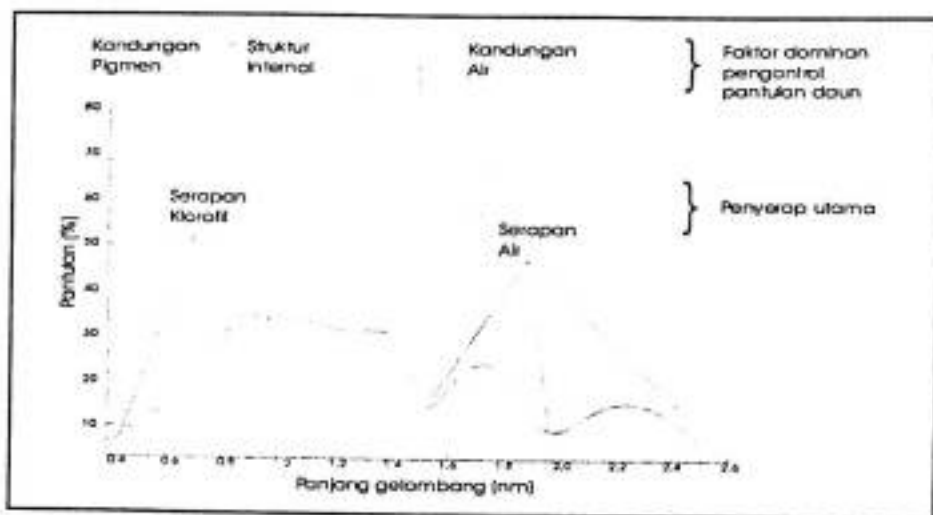 Kandungan
Pigmen
Struktur
Internal
Kandungan
Air
Faktor dominan
pengontrol
pantulan daun
80
70
60
50
40
30
20
10
Pantulan (%)
Serapan
Klorofil
Serapan
Air
Penyerap utama
0.4 0.6 0.8 1 1.2 1.4 1.6 1.8 2.0 2.2 2.4 2.6
Panjang gelombang (nm)